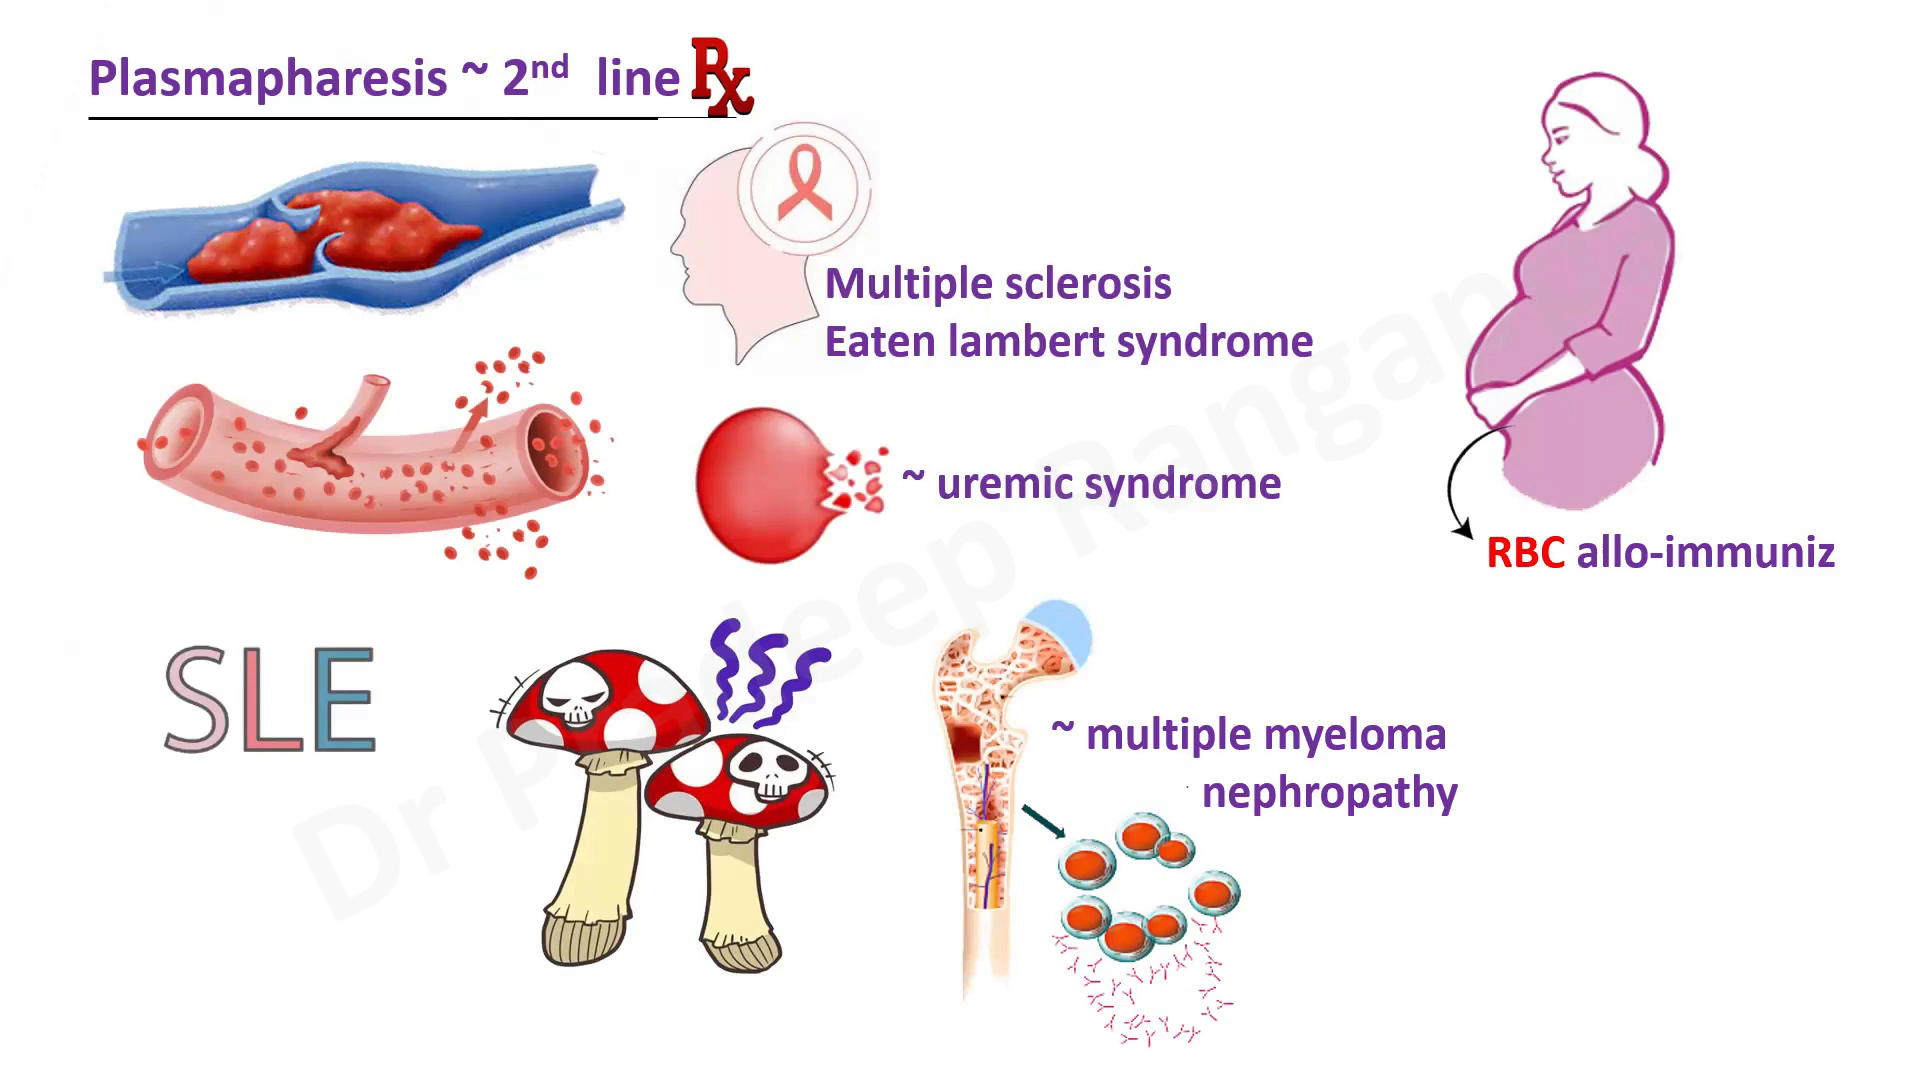 Plasmapharesis ~ 2nd line Rx
Multiple sclerosis
Eaten lambert syndrome
~ uremic syndrome
RBC allo-immuniz
SLE
~ multiple myeloma
nephropathy